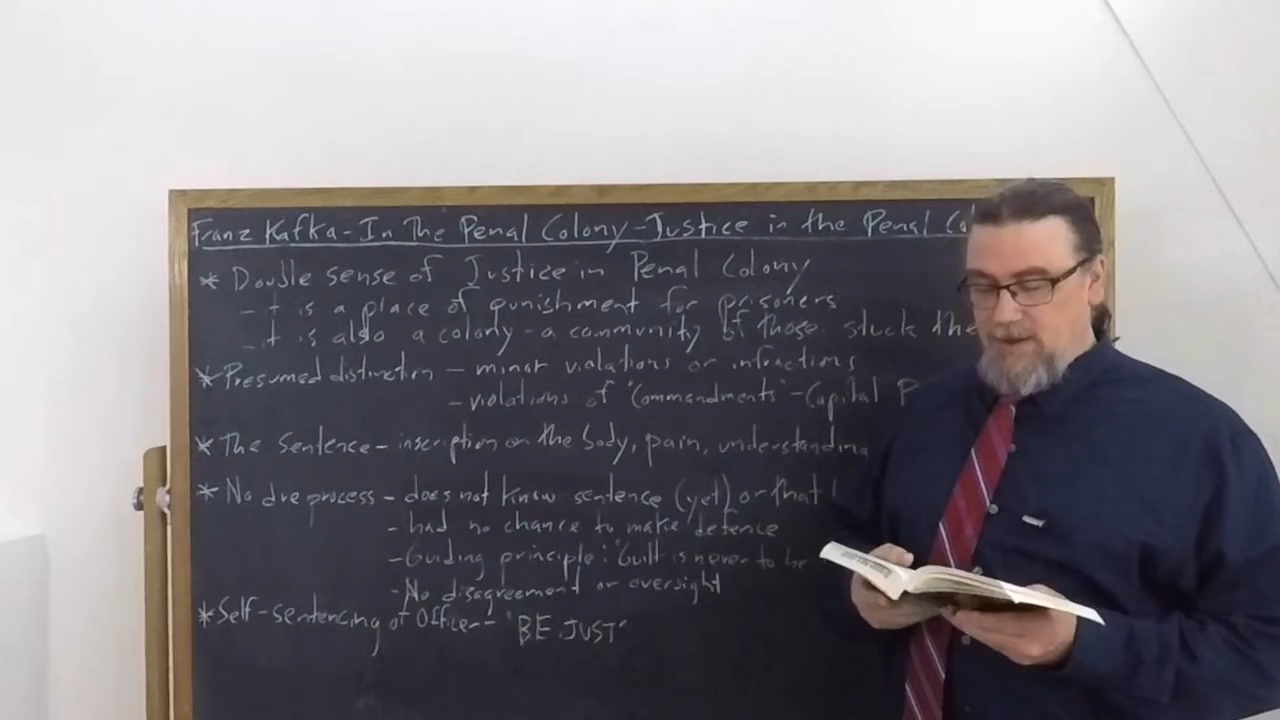 Franz Kafka-In The Penal Colony-Justice in the Penal Co
* Double sense of Justice in Penal Colony
- it is a place of punishment for prisoners
- it is also a colony - a community of those stuck the
* Presumed distinction - minor violations or infractions
- violations of "Commandments" - Capital P
* The Sentence - inscription on the body, pain, understanding
* No due process - does not know sentence (yet) or that
- had no chance to make defence
- Guiding principle: "Guilt is never to be
- No disagreement or oversight
* Self-sentencing of Officer - "BE JUST"